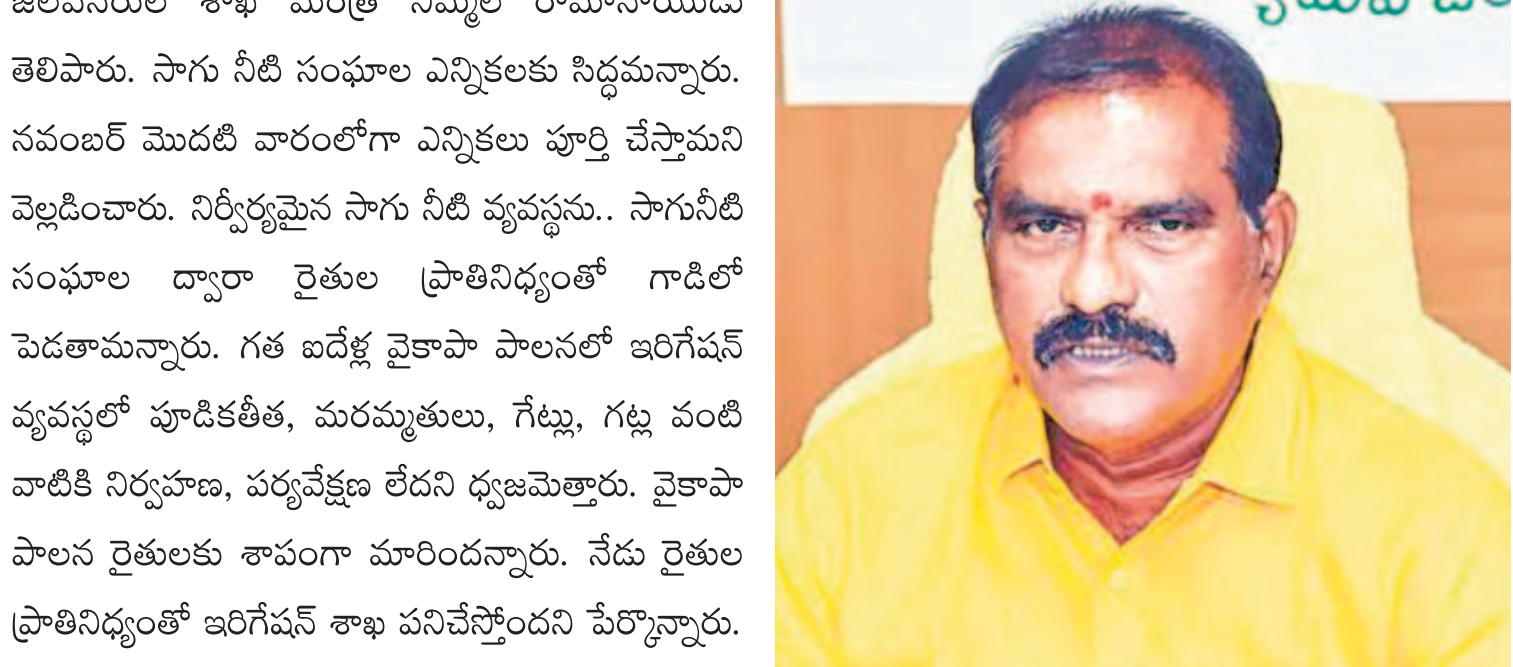 జలవనరుల శాఖ మంత్రి నిమ్మల రామానాయుడు
తెలిపారు. సాగు నీటి సంఘాల ఎన్నికలకు సిద్ధమన్నారు.
నవంబర్ మొదటి వారంలోగా ఎన్నికలు పూర్తి చేస్తామని
వెల్లడించారు. నిర్వీర్యమైన సాగు నీటి వ్యవస్థను.. సాగునీటి
సంఘాల ద్వారా రైతుల ప్రాతినిధ్యంతో గాడిలో
పెడతామన్నారు. గత ఐదేళ్ల వైకాపా పాలనలో ఇరిగేషన్
వ్యవస్థలో పూడికతీత, మరమ్మతులు, గేట్లు, గట్ల వంటి
వాటికి నిర్వహణ, పర్యవేక్షణ లేదని ధ్వజమెత్తారు. వైకాపా
పాలన రైతులకు శాపంగా మారిందన్నారు. నేడు రైతుల
ప్రాతినిధ్యంతో ఇరిగేషన్ శాఖ పనిచేస్తోందని పేర్కొన్నారు.